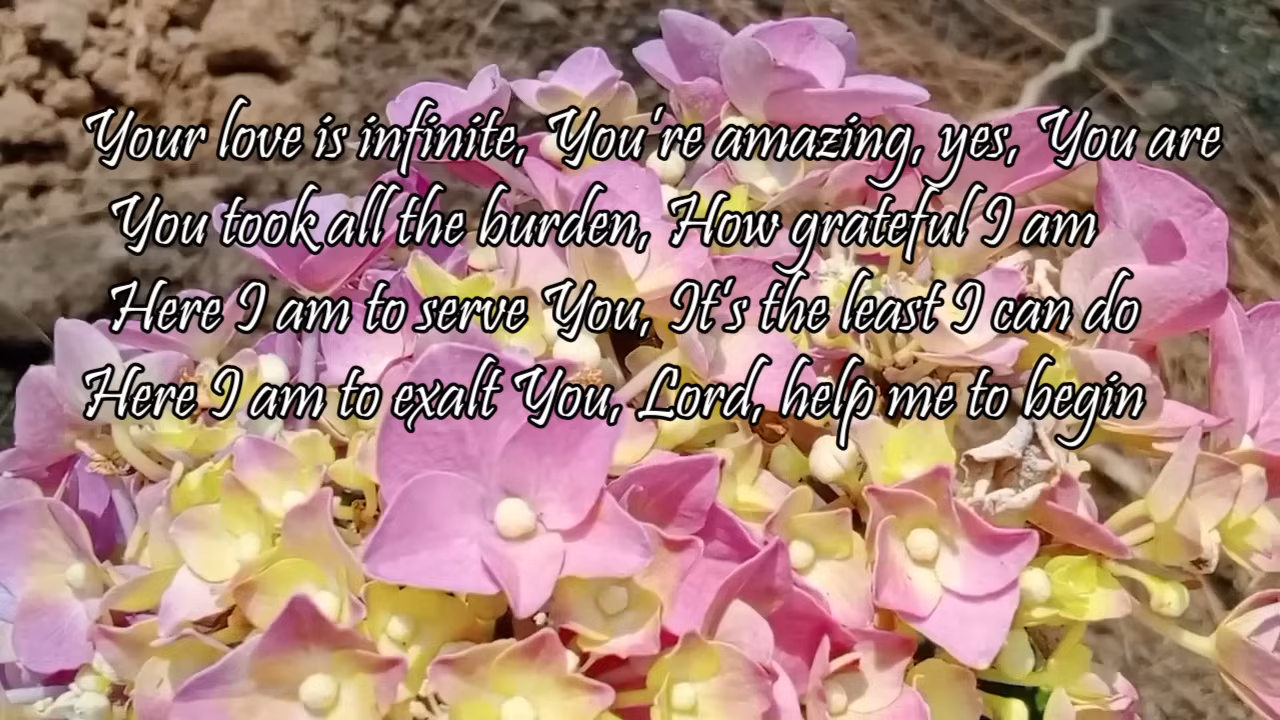 Your love is infinite, You're amazing, yes, You are
You took all the burden, How grateful I am
Here I am to serve You, It's the least I can do
Here I am to exalt You, Lord, help me to begin